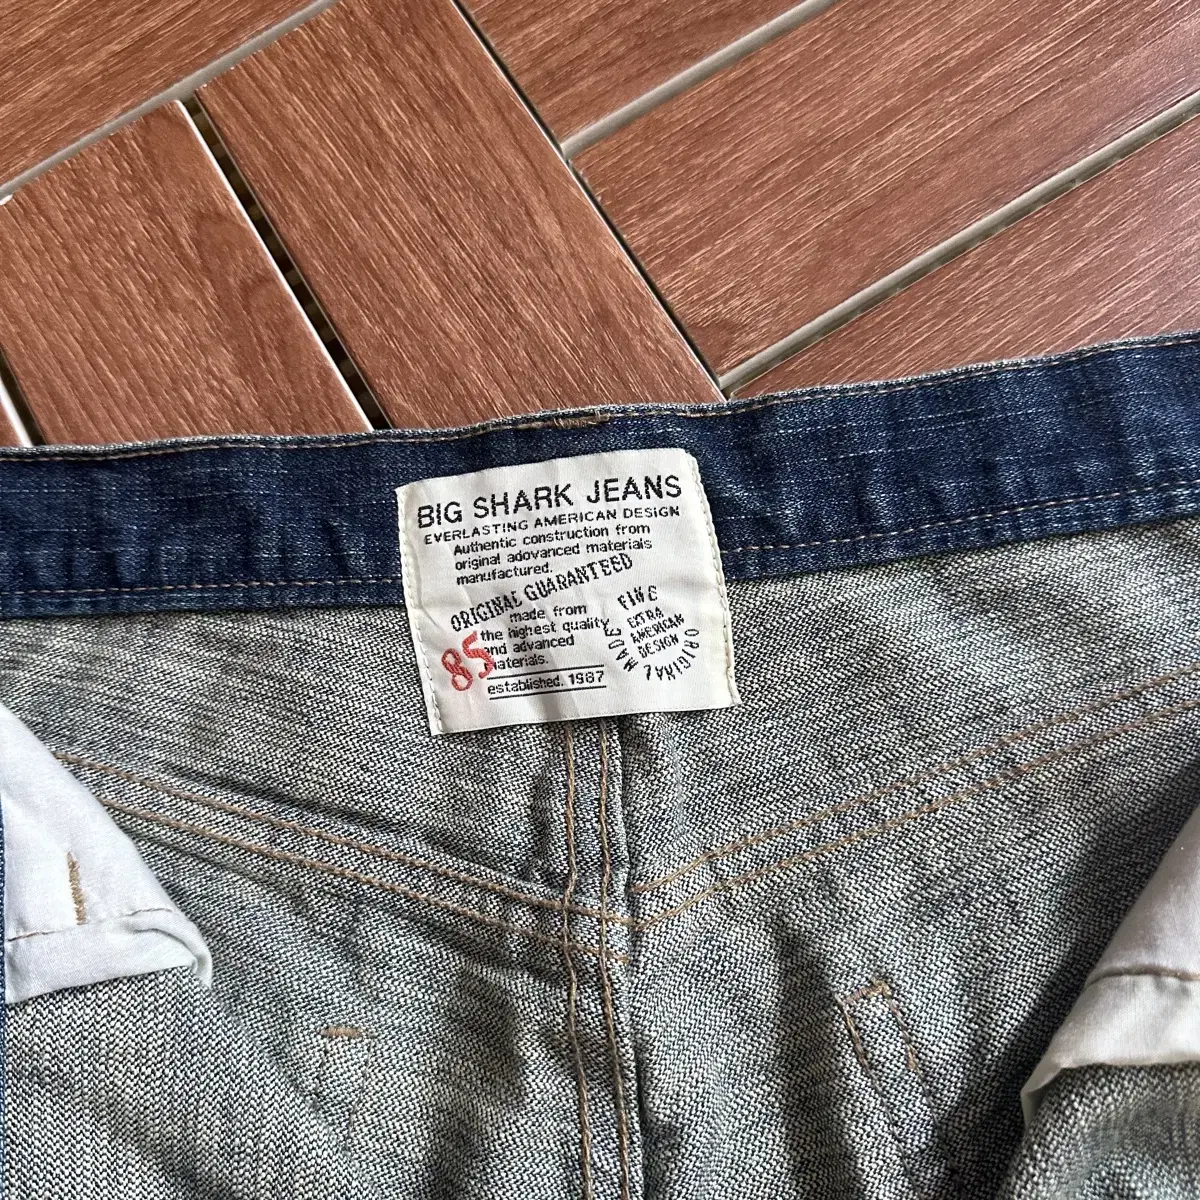 BIG SHARK JEANS
EVERLASTING AMERICAN DESIGN
Authentic construction from
original adovanced materials
manufactured.
ORIGINAL GUARANTEED
made from
the highest quality
and advanced
materials.
85
established. 1987
FINE
ORIGINAL
MADE
EXTRA
AMERICAN
DESIGN